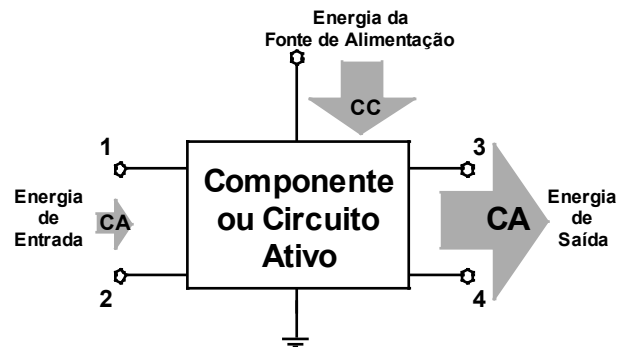 Energia da
Fonte de Alimentação
CC
1
3
Componente
ou Circuito
Ativo
Energia
de
Entrada
CA
CA
Energia
de
Saída
2
4